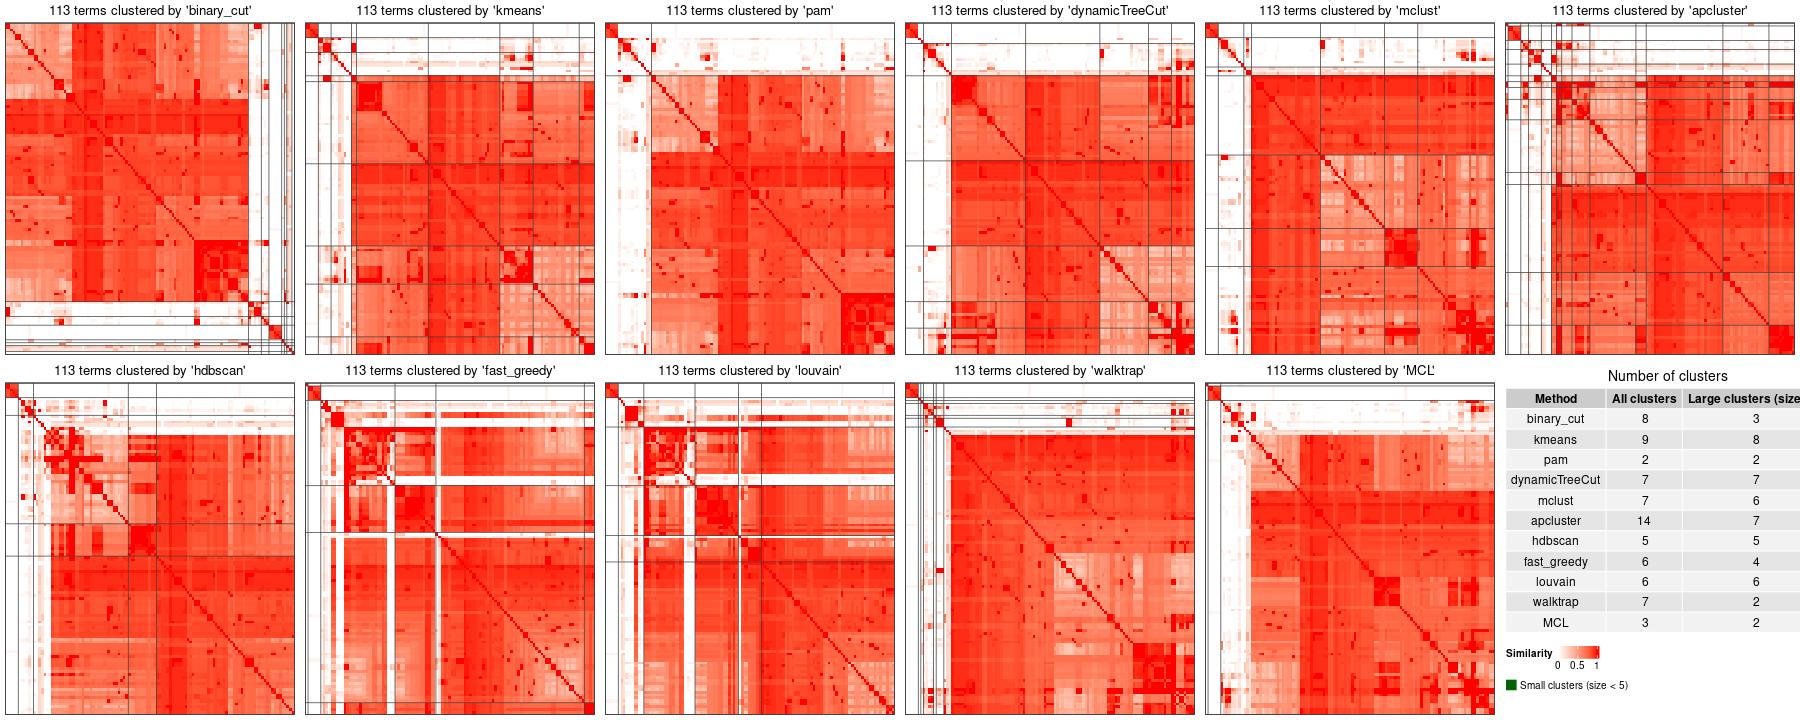 113 terms clustered by 'binary_cut'
113 terms clustered by 'kmeans'
113 terms clustered by 'pam'
113 terms clustered by 'dynamicTreeCut'
113 terms clustered by 'mclust'
113 terms clustered by 'apcluster'
113 terms clustered by 'hdbscan'
113 terms clustered by 'fast_greedy'
113 terms clustered by 'louvain'
113 terms clustered by 'walktrap'
113 terms clustered by 'MCL'
Number of clusters
Method All clusters Large clusters (size
binary_cut 8 3
kmeans 9 8
pam 2 2
dynamicTreeCut 7 7
mclust 7 6
apcluster 14 7
hdbscan 5 5
fast_greedy 6 4
louvain 6 6
walktrap 7 2
MCL 3 2
Similarity
0 0.5 1
Small clusters (size < 5)